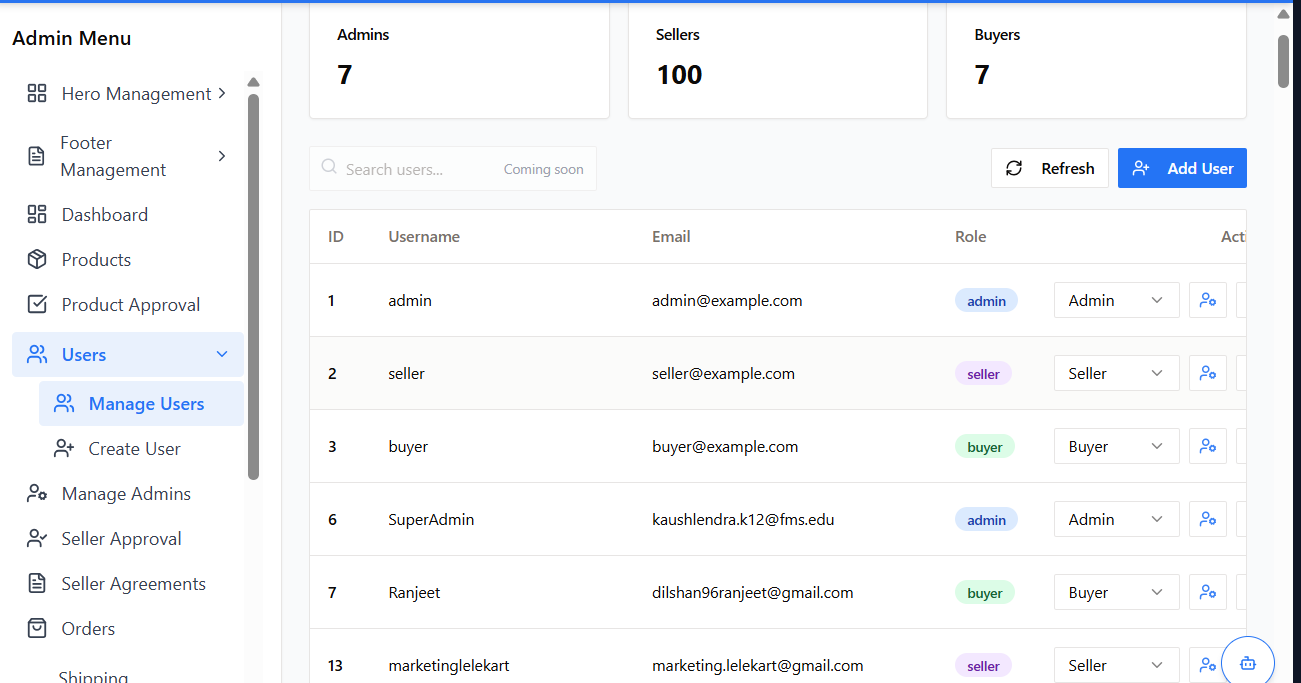 Admin Menu
Hero Management
Footer
Management
Dashboard
Products
Product Approval
Users
Manage Users
Create User
Manage Admins
Seller Approval
Seller Agreements
Orders
Shipping
Admins
7
Sellers
100
Buyers
7
Search users... Coming soon
Refresh
Add User
ID Username Email Role Acti
1 admin admin@example.com admin Admin
2 seller seller@example.com seller Seller
3 buyer buyer@example.com buyer Buyer
6 SuperAdmin kaushlendra.k12@fms.edu admin Admin
7 Ranjeet dilshan96ranjeet@gmail.com buyer Buyer
13 marketinglelekart marketing.lelekart@gmail.com seller Seller